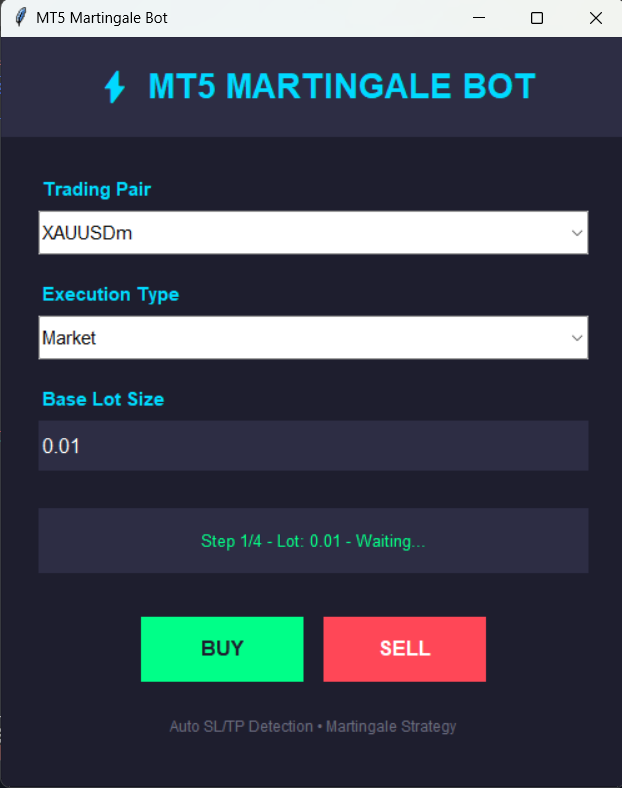 MT5 Martingale Bot
⚡ MT5 MARTINGALE BOT
Trading Pair
XAUUSDm
Execution Type
Market
Base Lot Size
0.01
Step 1/4 - Lot: 0.01 - Waiting...
BUY SELL
Auto SL/TP Detection • Martingale Strategy